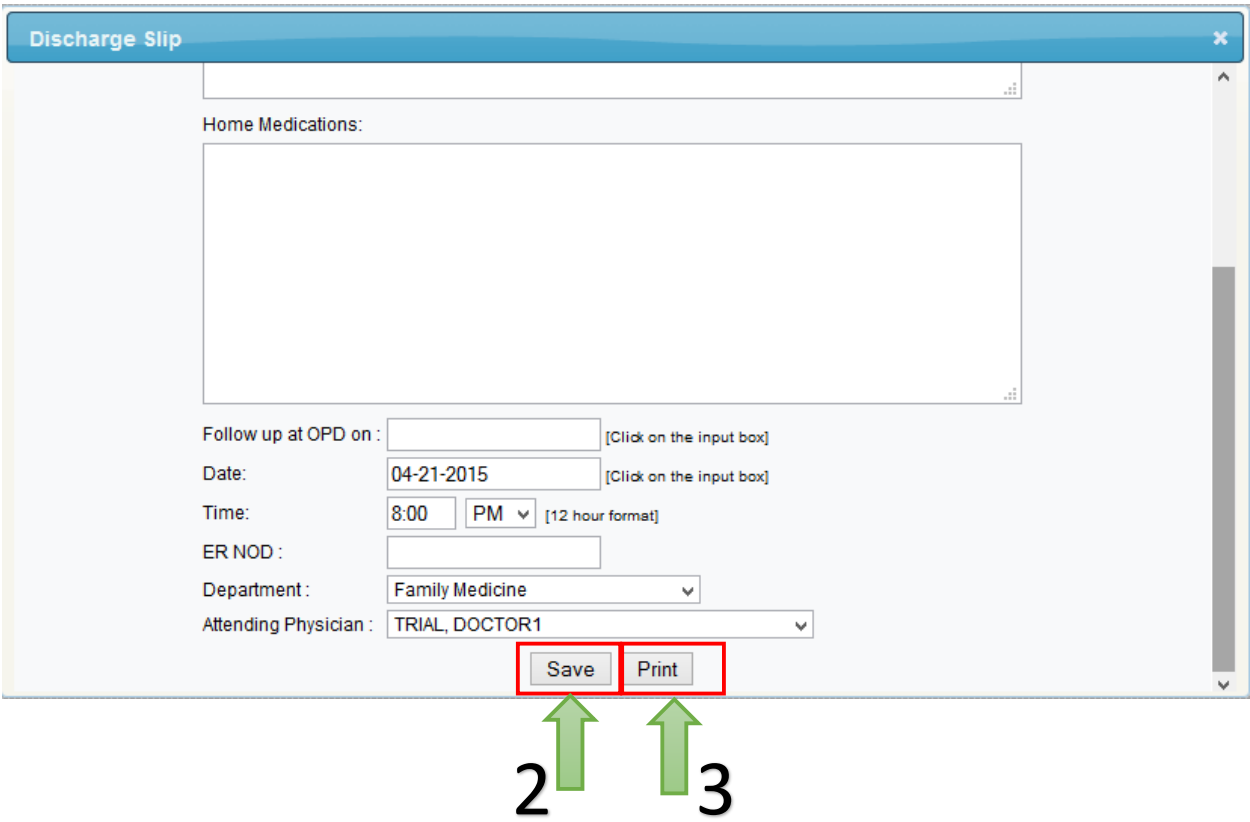 Discharge Slip
Home Medications:
Follow up at OPD on : [Click on the input box]
Date: 04-21-2015 [Click on the input box]
Time: 8:00 PM [12 hour format]
ER NOD :
Department : Family Medicine
Attending Physician : TRIAL, DOCTOR1
Save Print
2 3